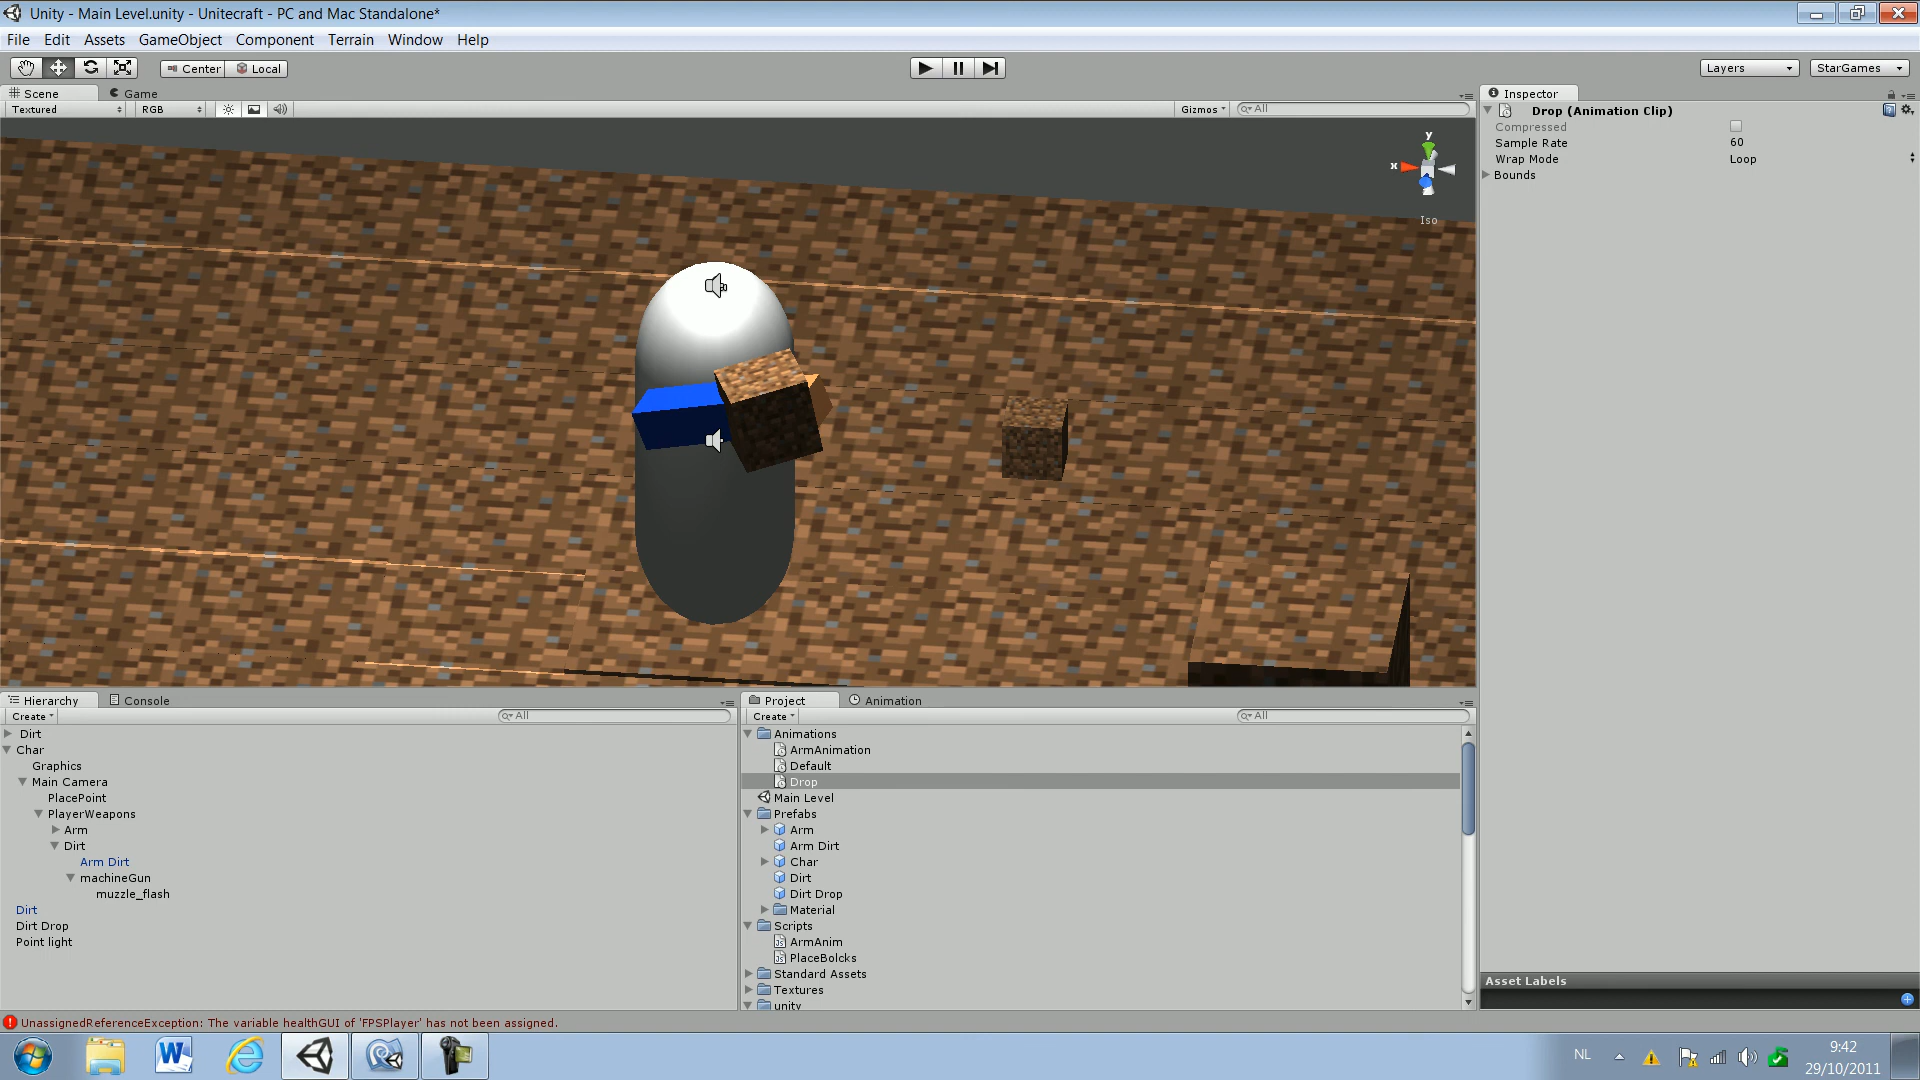 Unity - Main Level.unity - Unitecraft - PC and Mac Standalone*
File Edit Assets GameObject Component Terrain Window Help
Center Local Layers StarGames
Scene Game
Textured RGB Gizmos All
y
x
Iso
Inspector
Drop (Animation Clip)
Compressed
Sample Rate 60
Wrap Mode Loop
Bounds
Asset Labels
Hierarchy Console
Create All
Dirt
Char
Graphics
Main Camera
PlacePoint
PlayerWeapons
Arm
Dirt
Arm Dirt
machineGun
muzzle_flash
Dirt
Dirt Drop
Point light
Project Animation
Create All
Animations
ArmAnimation
Default
Drop
Main Level
Prefabs
Arm
Arm Dirt
Char
Dirt
Dirt Drop
Material
Scripts
ArmAnim
PlaceBolcks
Standard Assets
Textures
unity
UnassignedReferenceException: The variable healthGUI of 'FPSPlayer' has not been assigned.
NL
9:42
29/10/2011